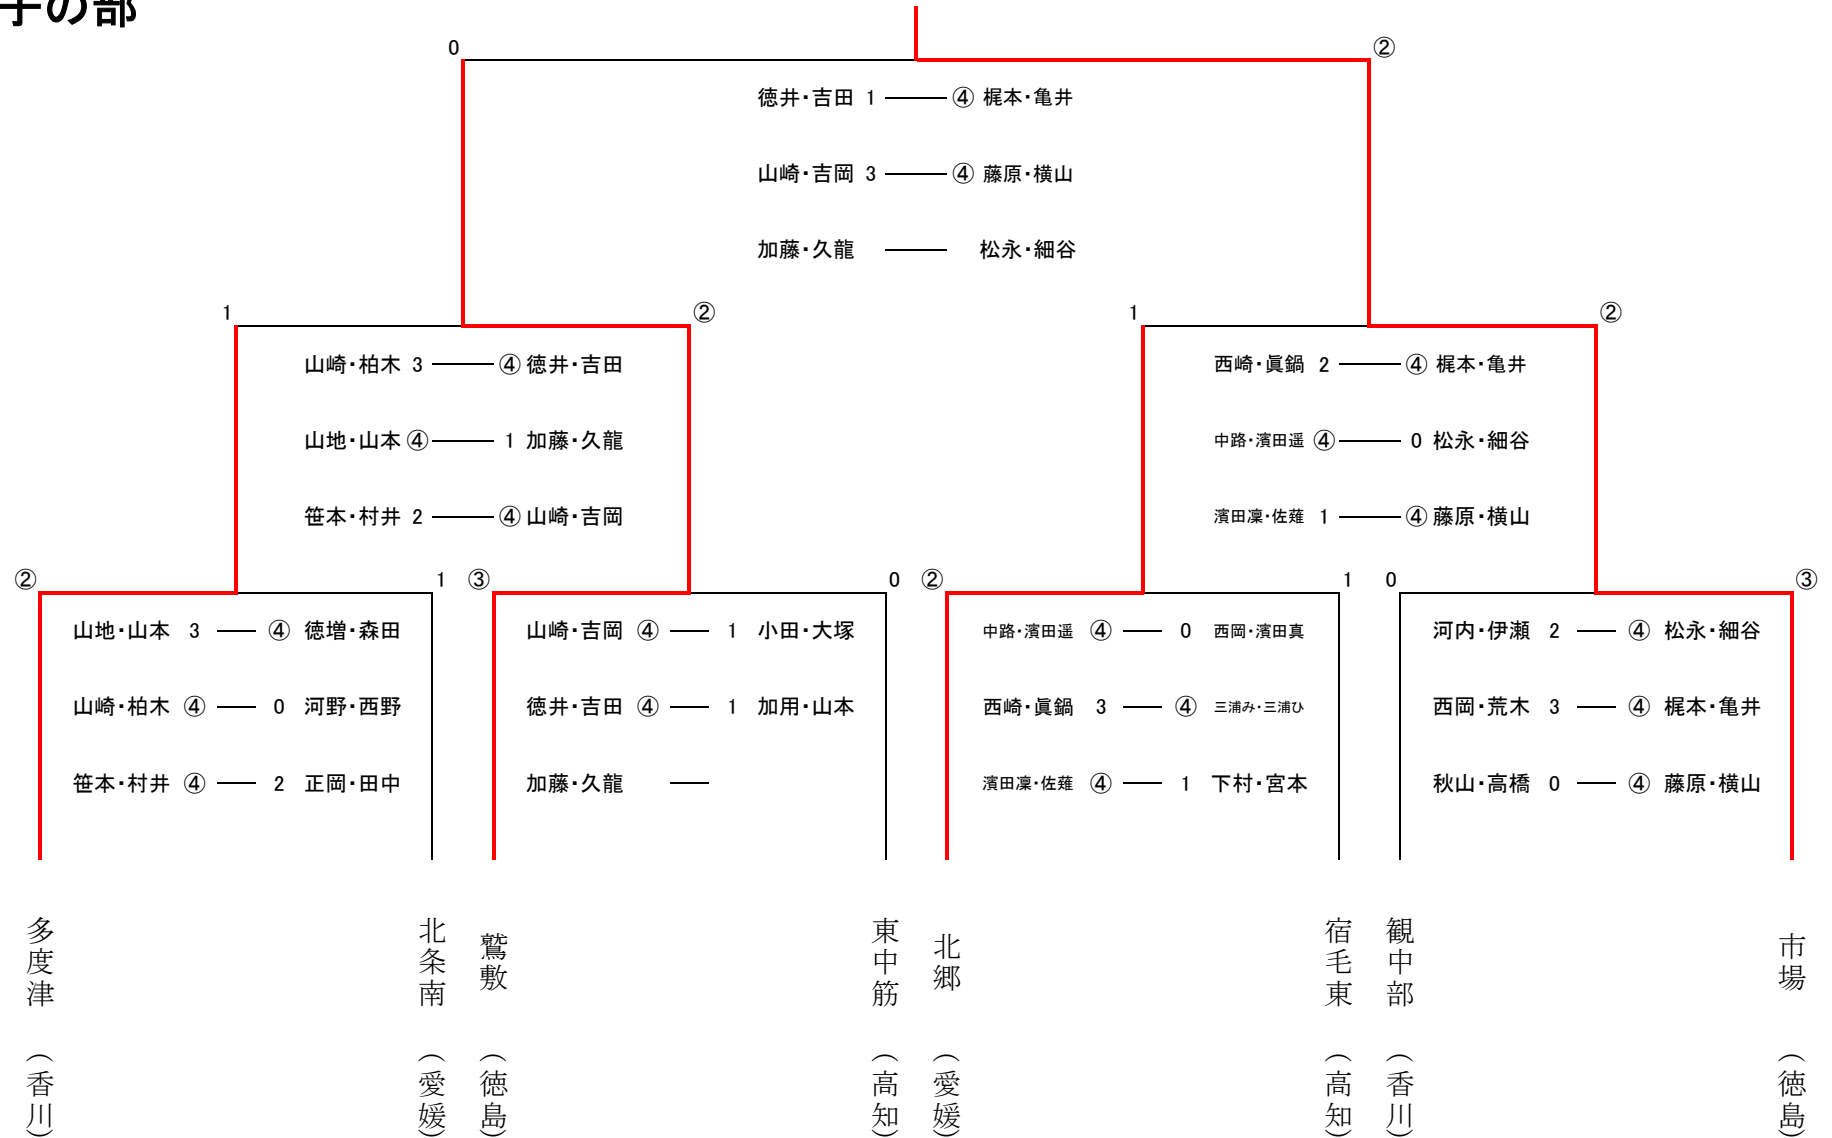 子の部
0 ②
徳井・吉田 1 ④ 梶本・亀井
山崎・吉岡 3 ④ 藤原・横山
加藤・久龍 松永・細谷
1 ②
山崎・柏木 3 ④ 徳井・吉田
山地・山本 ④ 1 加藤・久龍
笹本・村井 2 ④ 山崎・吉岡
1 ②
西崎・眞鍋 2 ④ 梶本・亀井
中路・濱田遥 ④ 0 松永・細谷
濱田凜・佐薙 1 ④ 藤原・横山
② 1
山地・山本 3 ④ 徳増・森田
山崎・柏木 ④ 0 河野・西野
笹本・村井 ④ 2 正岡・田中
③ 0
山崎・吉岡 ④ 1 小田・大塚
徳井・吉田 ④ 1 加用・山本
加藤・久龍
② 1
中路・濱田遥 ④ 0 西岡・濱田真
西崎・眞鍋 3 ④ 三浦み・三浦ひ
濱田凜・佐薙 ④ 1 下村・宮本
0 ③
河内・伊瀬 2 ④ 松永・細谷
西岡・荒木 3 ④ 梶本・亀井
秋山・高橋 0 ④ 藤原・横山
多度津(香川)
北条南(愛媛)
鷲敷(徳島)
東中筋(高知)
北郷(愛媛)
宿毛東(高知)
観中部(香川)
市場(徳島)